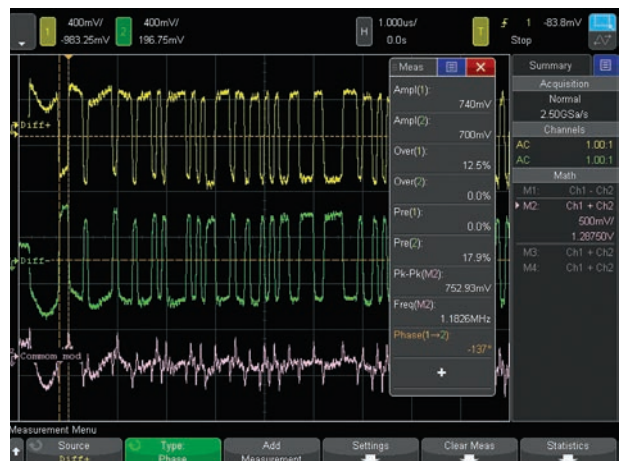 1 400mV/ 2 400mV/ H 1.000us/ T 1 -83.8mV
-983.25mV 196.75mV 0.0s Stop
Meas
Summary
Ampl(1):
740mV
Ampl(2):
700mV
Over(1):
12.5%
Over(2):
0.0%
Pre(1):
0.0%
Pre(2):
17.9%
Pk-Pk(M2):
752.93mV
Freq(M2):
1.1826MHz
Phase(1→2):
-137°
+
Acquisition
Normal
2.50GSa/s
Channels
AC 1.00:1
AC 1.00:1
Math
M1: Ch1 - Ch2
M2: Ch1 + Ch2
500mV/
1.28750V
M3: Ch1 + Ch2
M4: Ch1 + Ch2
Diff+
Diff-
Commom_mod
Measurement Menu
Source
Diff+
Type:
Phase
Add
Measurement
Settings
Clear Meas
Statistics